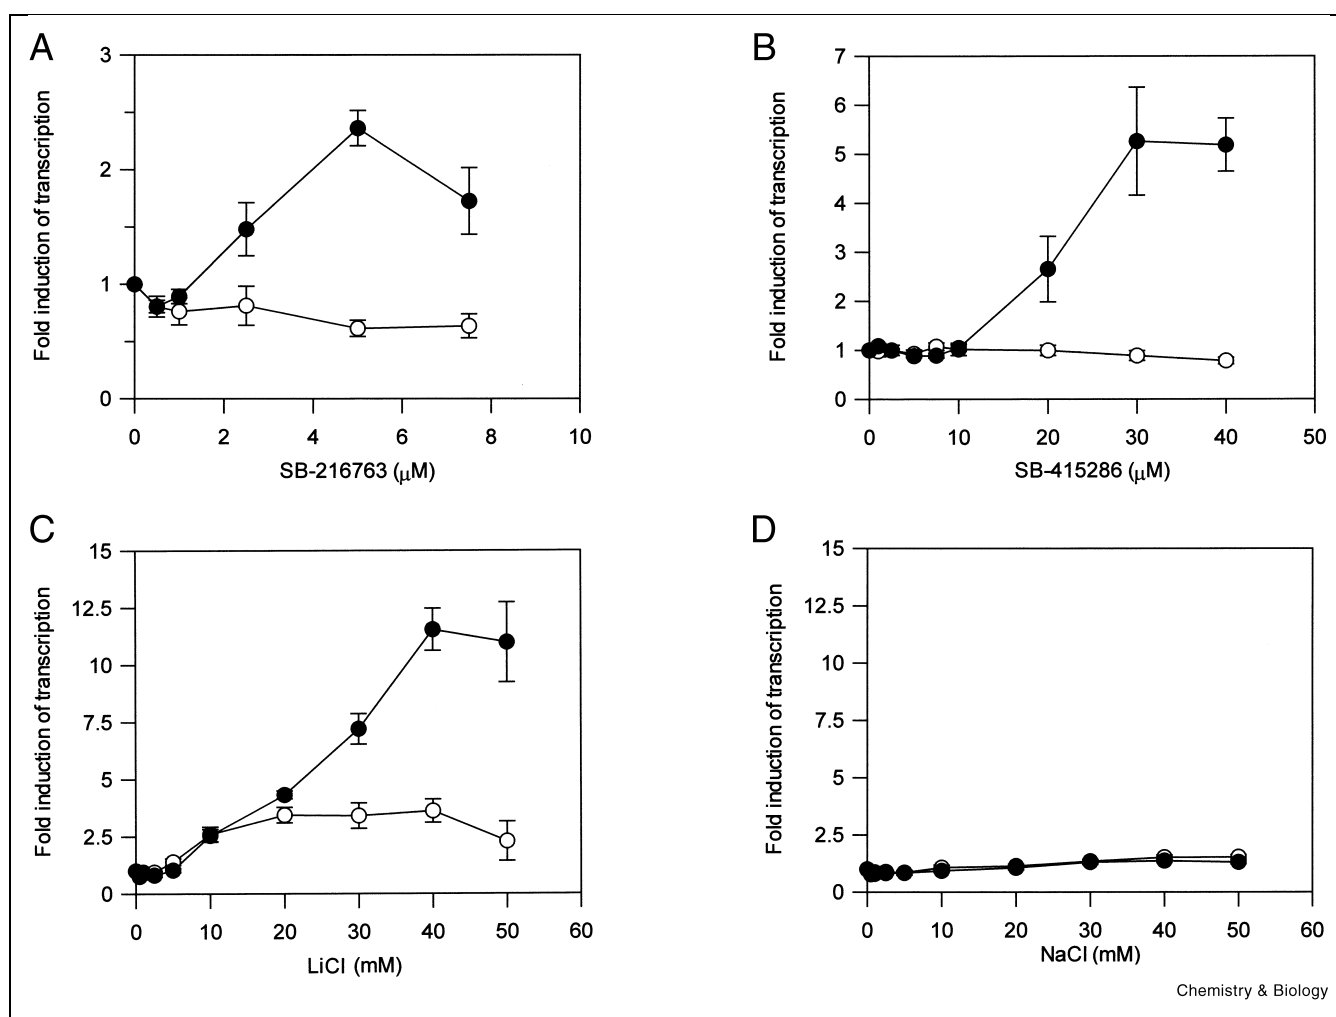 A
Fold induction of transcription
3
2
1
0
0 2 4 6 8 10
SB-216763 (μM)
B
Fold induction of transcription
7
6
5
4
3
2
1
0
0 10 20 30 40 50
SB-415286 (μM)
C
Fold induction of transcription
15
12.5
10
7.5
5
2.5
0
0 10 20 30 40 50 60
LiCl (mM)
D
Fold induction of transcription
15
12.5
10
7.5
5
2.5
0
0 10 20 30 40 50 60
NaCl (mM)
Chemistry & Biology